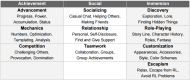 Achievement Social Immersion
Advancement Socializing Discovery
Progress, Power, Casual Chat, Helping Others, Exploration, Lore,
Accumulation, Status Making Friends Finding Hidden Things
Mechanics Relationship Role-Playing
Numbers, Optimization, Personal, Self-Disclosure, Story Line, Character History,
Templating, Analysis Find and Give Support Roles, Fantasy
Competition Teamwork Customization
Challenging Others, Collaboration, Groups, Appearances, Accessories,
Provocation, Domination Group Achievements Style, Color Schemes
Escapism
Relax, Escape from RL,
Avoid RL Problems